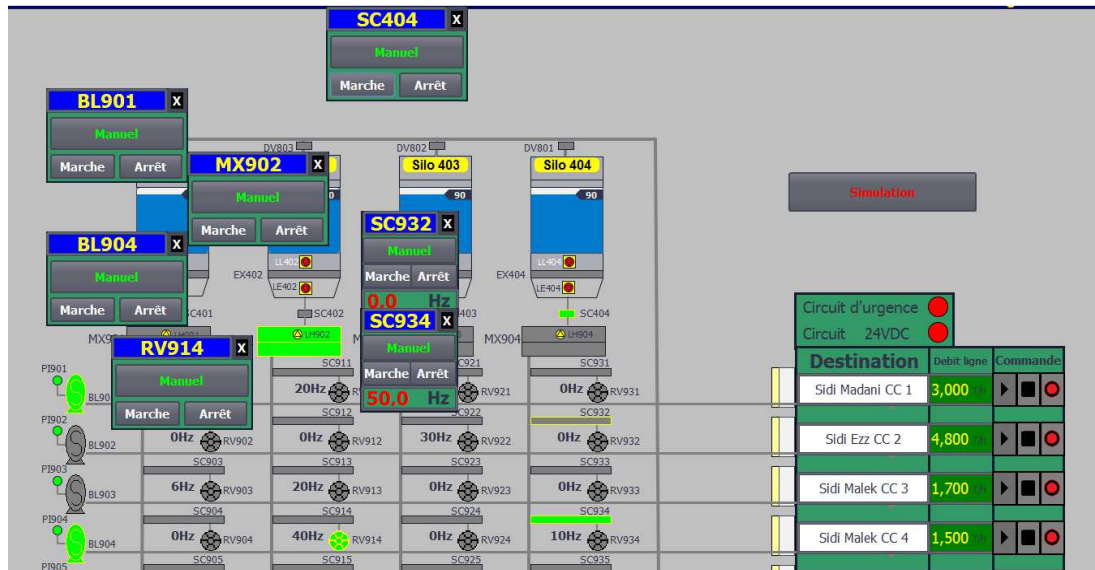 SC404 X
Manuel
Marche Arrêt
BL901 X
Manuel
Marche Arrêt
DV803 DV802 DV801
MX902 X
Manuel
Marche Arrêt
Silo 403 Silo 404
90 90
Simulation
SC932 X
Manuel
Marche Arrêt
0,0 Hz
BL904 X
Manuel
Marche Arrêt
LL402 LL404
EX402 EX404
LE402 LE404
SC401 SC402 SC404
SC934 X
Manuel
Marche Arrêt
50,0 Hz
LH902 MX904 LH904
RV914 X
Manuel
Marche Arrêt
Circuit d'urgence
Circuit 24VDC
Destination Debit ligne Commande
PI901 SC911 SC921 SC931
20Hz RV921 0Hz RV931
Sidi Madani CC 1 3,000 T/h
PI902 SC912 SC922 SC932
BL902 0Hz RV902 0Hz RV912 30Hz RV922 0Hz RV932
Sidi Ezz CC 2 4,800 T/h
PI903 SC903 SC913 SC923 SC933
BL903 6Hz RV903 20Hz RV913 0Hz RV923 0Hz RV933
Sidi Malek CC 3 1,700 T/h
PI904 SC904 SC914 SC924 SC934
BL904 0Hz RV904 40Hz RV914 0Hz RV924 10Hz RV934
Sidi Malek CC 4 1,500 T/h
PI905 SC905 SC915 SC925 SC935